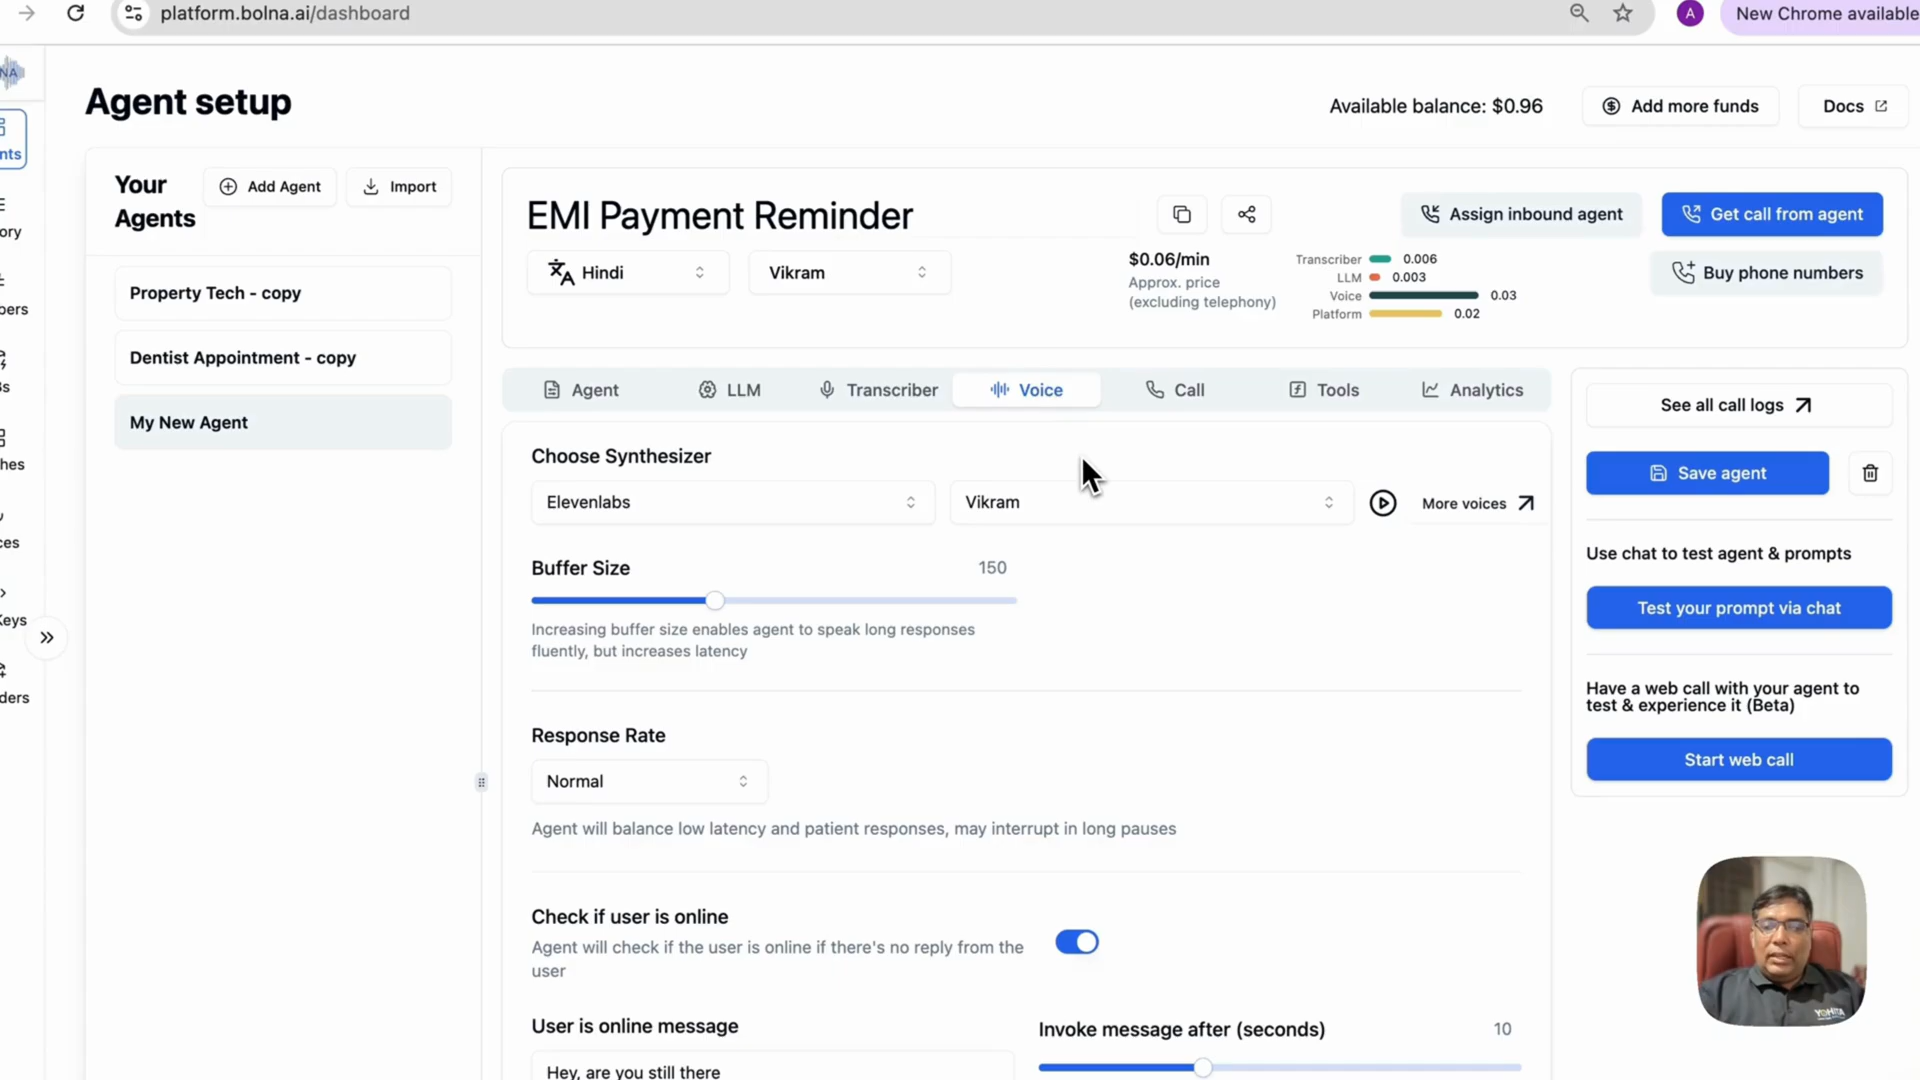 platform.bolna.ai/dashboard
A
New Chrome available
NA
Agent setup
Available balance: $0.96
Add more funds
Docs
nts
Your
Agents
Add Agent
Import
EMI Payment Reminder
Assign inbound agent
Get call from agent
ory
Hindi
Vikram
$0.06/min
Approx. price
(excluding telephony)
Transcriber 0.006
LLM 0.003
Voice 0.03
Platform 0.02
Buy phone numbers
Property Tech - copy
bers
Dentist Appointment - copy
s
My New Agent
hes
ces
Keys
ders
Agent
LLM
Transcriber
Voice
Call
Tools
Analytics
Choose Synthesizer
Elevenlabs
Vikram
More voices
Buffer Size 150
Increasing buffer size enables agent to speak long responses
fluently, but increases latency
Response Rate
Normal
Agent will balance low latency and patient responses, may interrupt in long pauses
Check if user is online
Agent will check if the user is online if there's no reply from the
user
User is online message
Hey, are you still there
Invoke message after (seconds) 10
See all call logs
Save agent
Use chat to test agent & prompts
Test your prompt via chat
Have a web call with your agent to
test & experience it (Beta)
Start web call